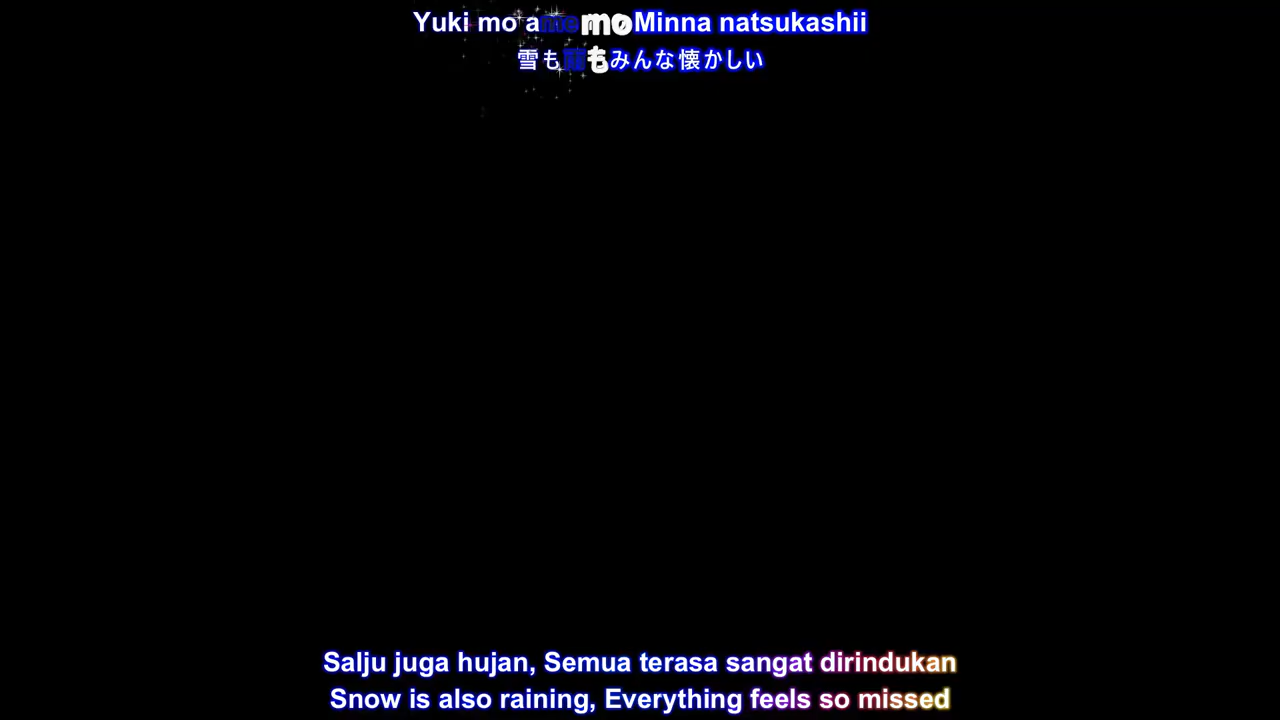 Yuki mo ame mo Minna natsukashii
雪も雨もみんな懐かしい
Salju juga hujan, Semua terasa sangat dirindukan
Snow is also raining, Everything feels so missed